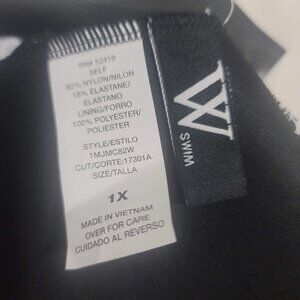 RN# 52419
SELF
82% NYLON/NILON
18% ELASTANE/
ELASTANO
LINING/FORRO
100% POLYESTER/
POLIESTER
STYLE/ESTILO
1MJMC82W
CUT/CORTE:17301A
SIZE/TALLA
1X
MADE IN VIETNAM
OVER FOR CARE
CUIDADO AL REVERSO
SWIM